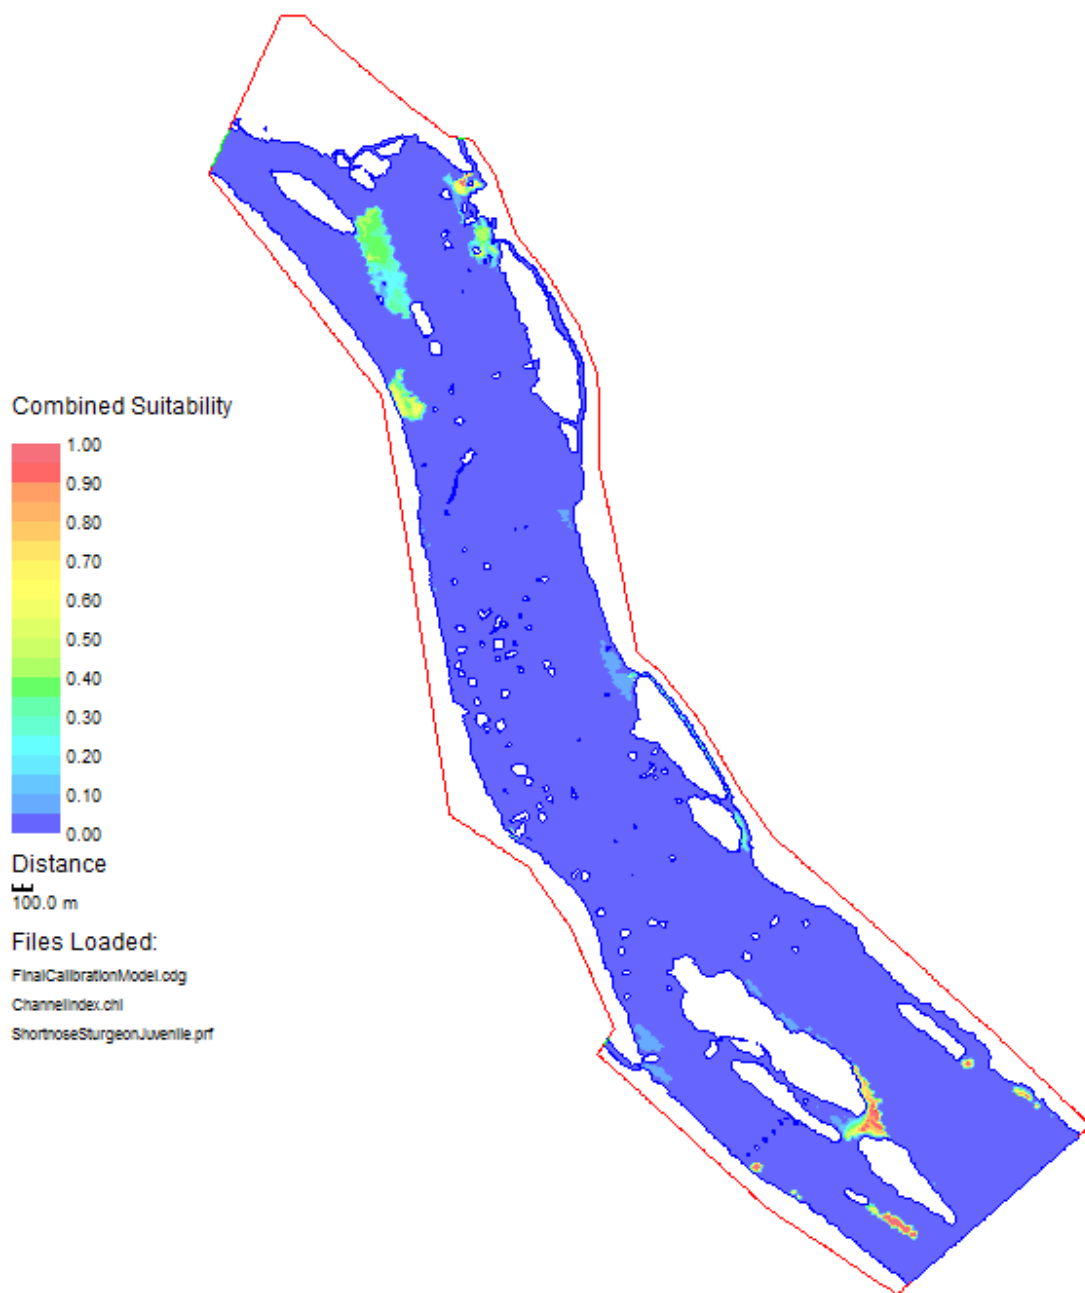 Combined Suitability
1.00
0.90
0.80
0.70
0.60
0.50
0.40
0.30
0.20
0.10
0.00
Distance
100.0 m
Files Loaded:
FinalCalibrationModel.cdg
ChannelIndex.chi
ShortnoseSturgeonJuvenile.prf